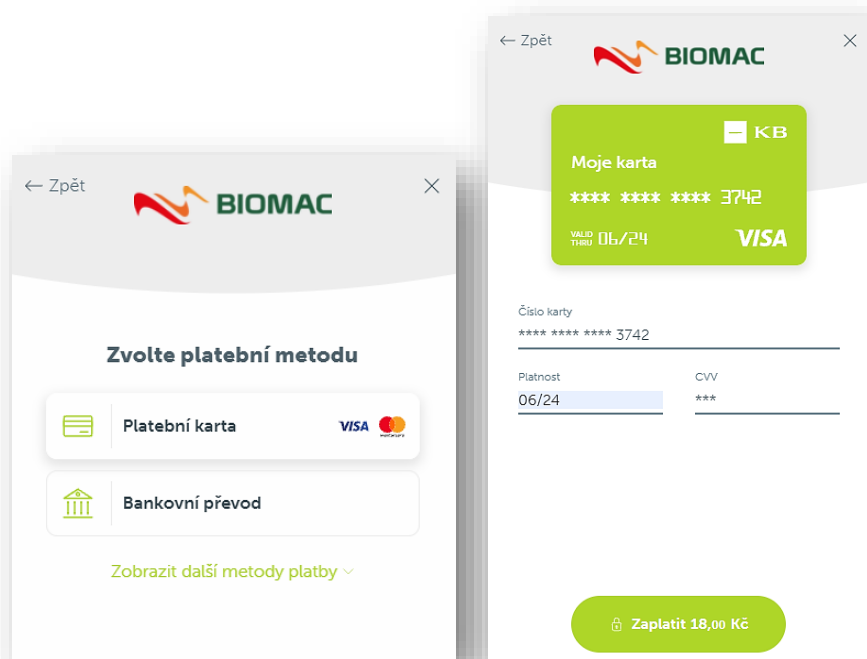 ← Zpět
BIOMAC
Zvolte platební metodu
Platební karta
VISA
Bankovní převod
Zobrazit další metody platby
← Zpět
BIOMAC
KB
Moje karta
**** **** **** 3742
VALID THRU 06/24
VISA
Číslo karty
**** **** **** 3742
Platnost
CVV
06/24
***
Zaplatit 18,00 Kč